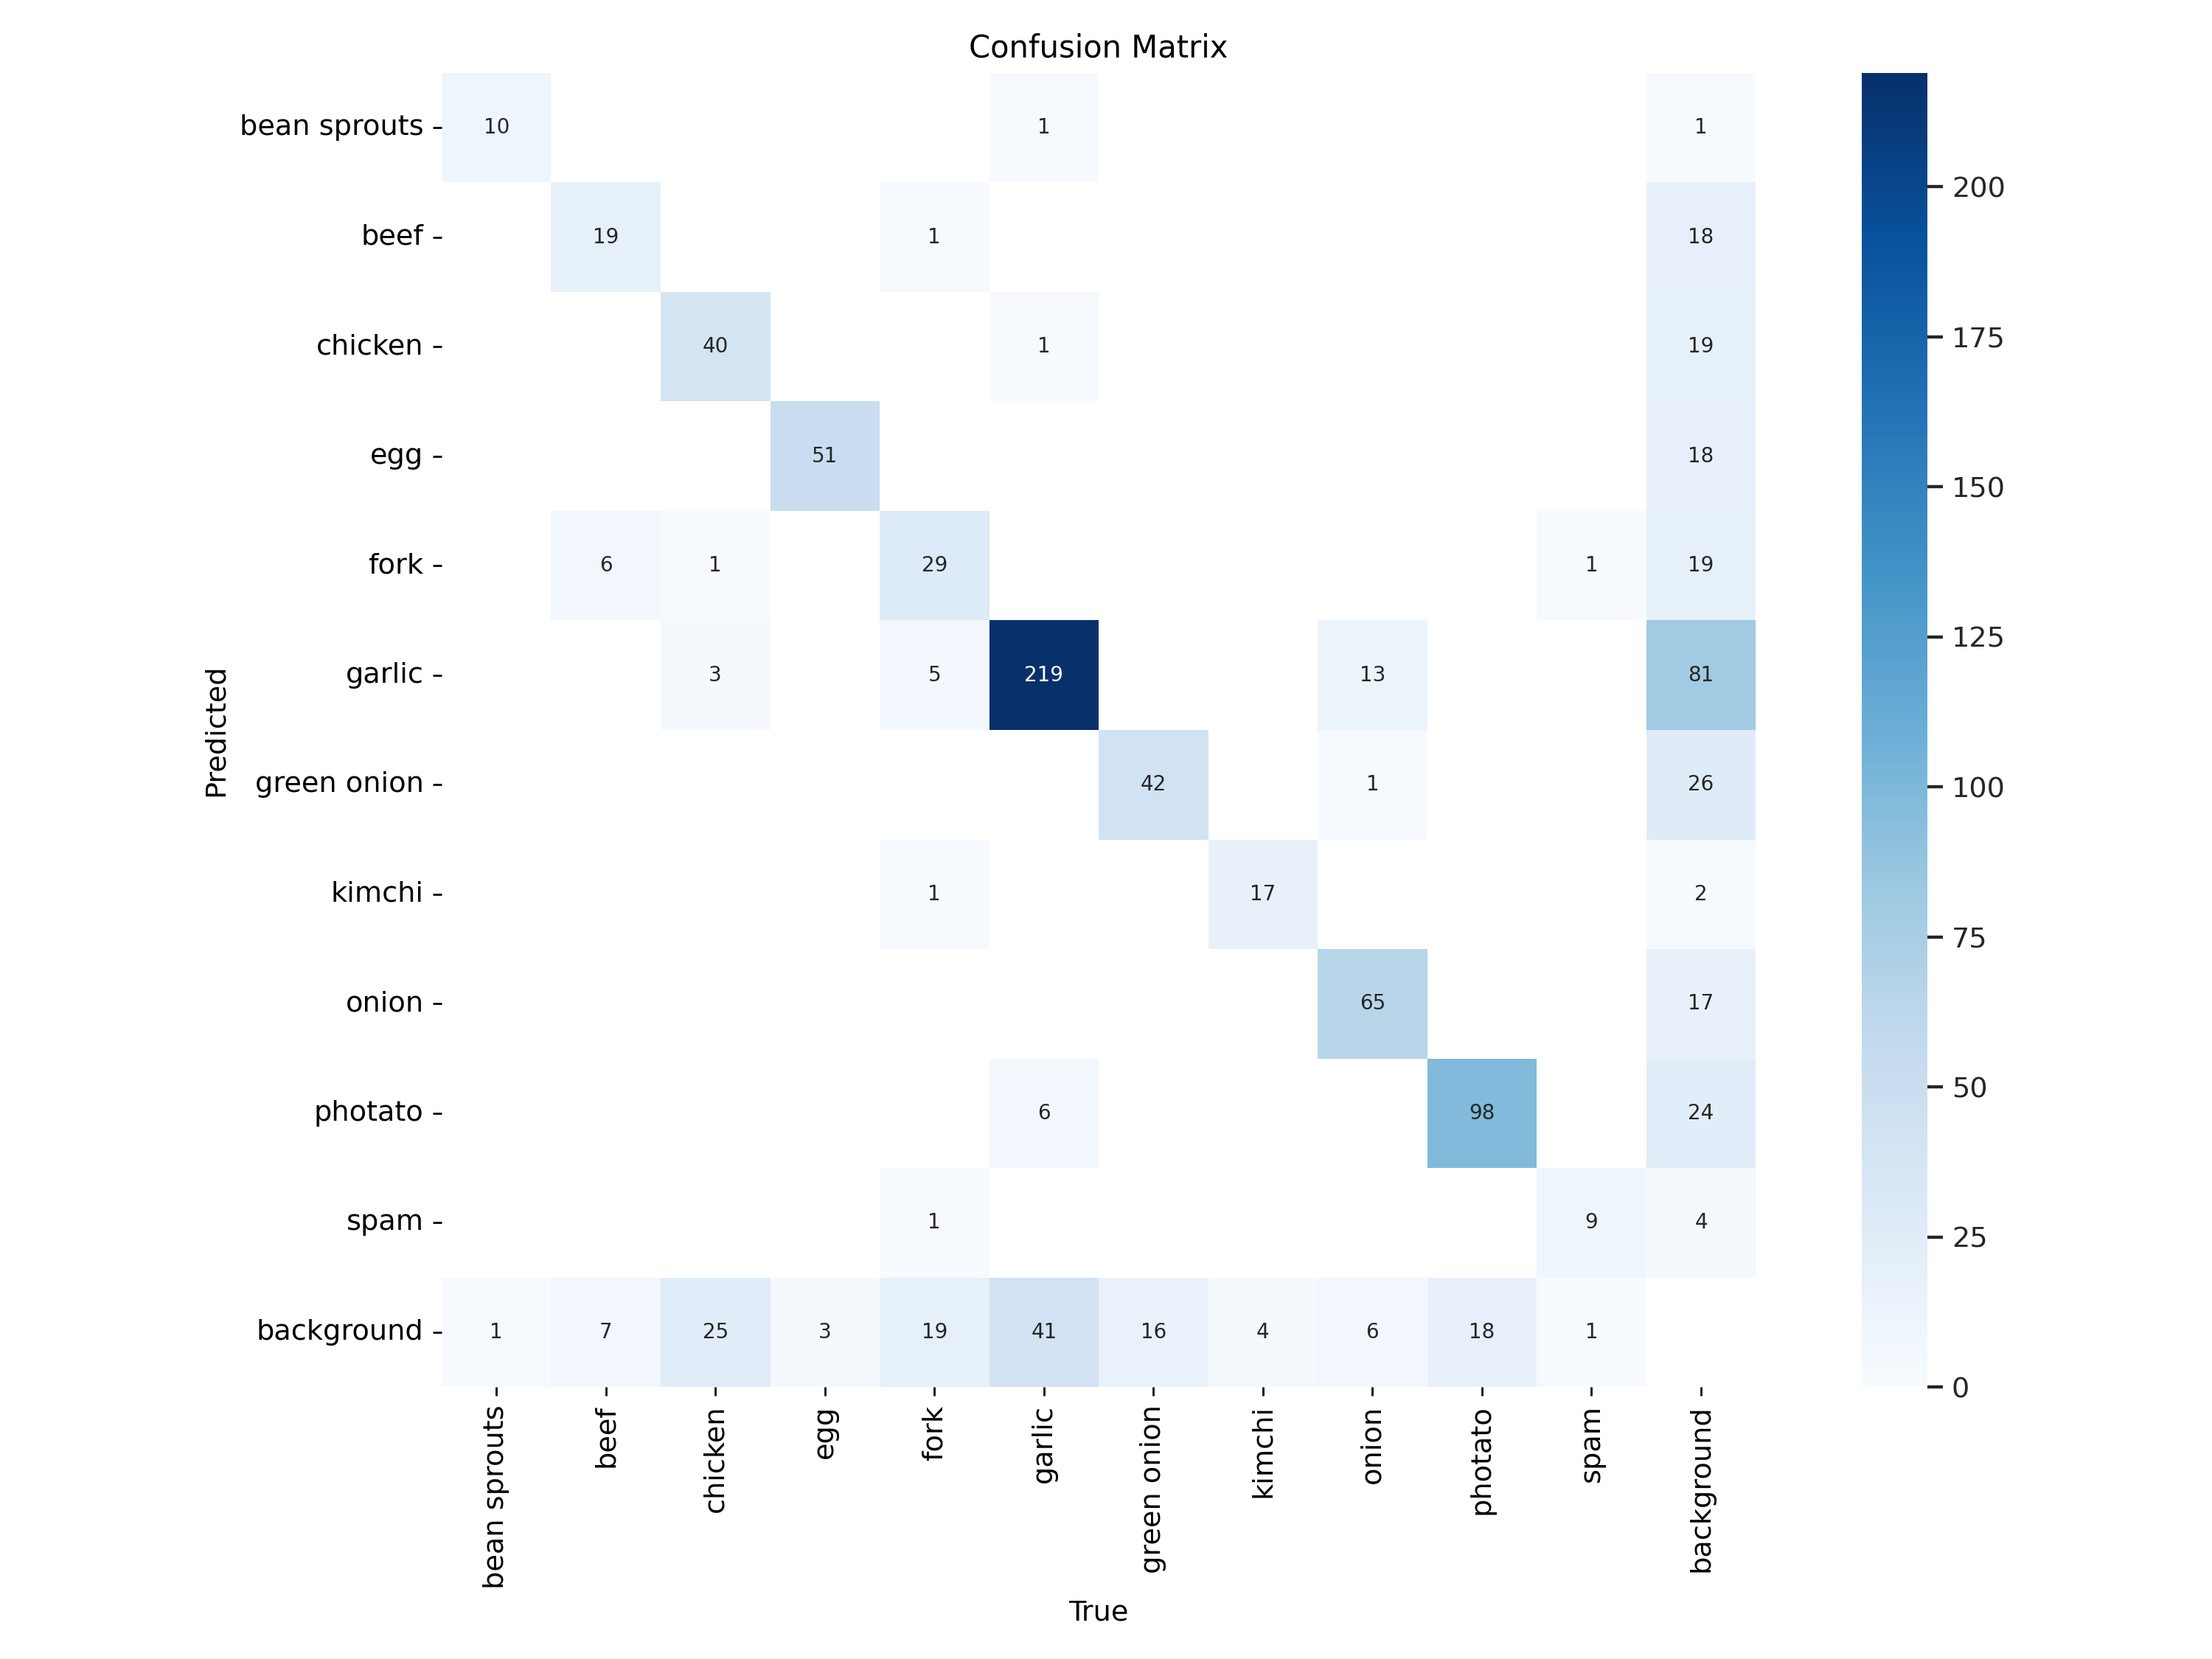 Confusion Matrix
bean sprouts 10 1 1
beef 19 1 18
chicken 40 1 19
egg 51 18
fork 6 1 29 1 19
garlic 3 5 219 13 81
green onion 42 1 26
kimchi 1 17 2
onion 65 17
photato 6 98 24
spam 1 9 4
background 1 7 25 3 19 41 16 4 6 18 1
Predicted
bean sprouts
beef
chicken
egg
fork
garlic
green onion
kimchi
onion
photato
spam
background
True
200
175
150
125
100
75
50
25
0